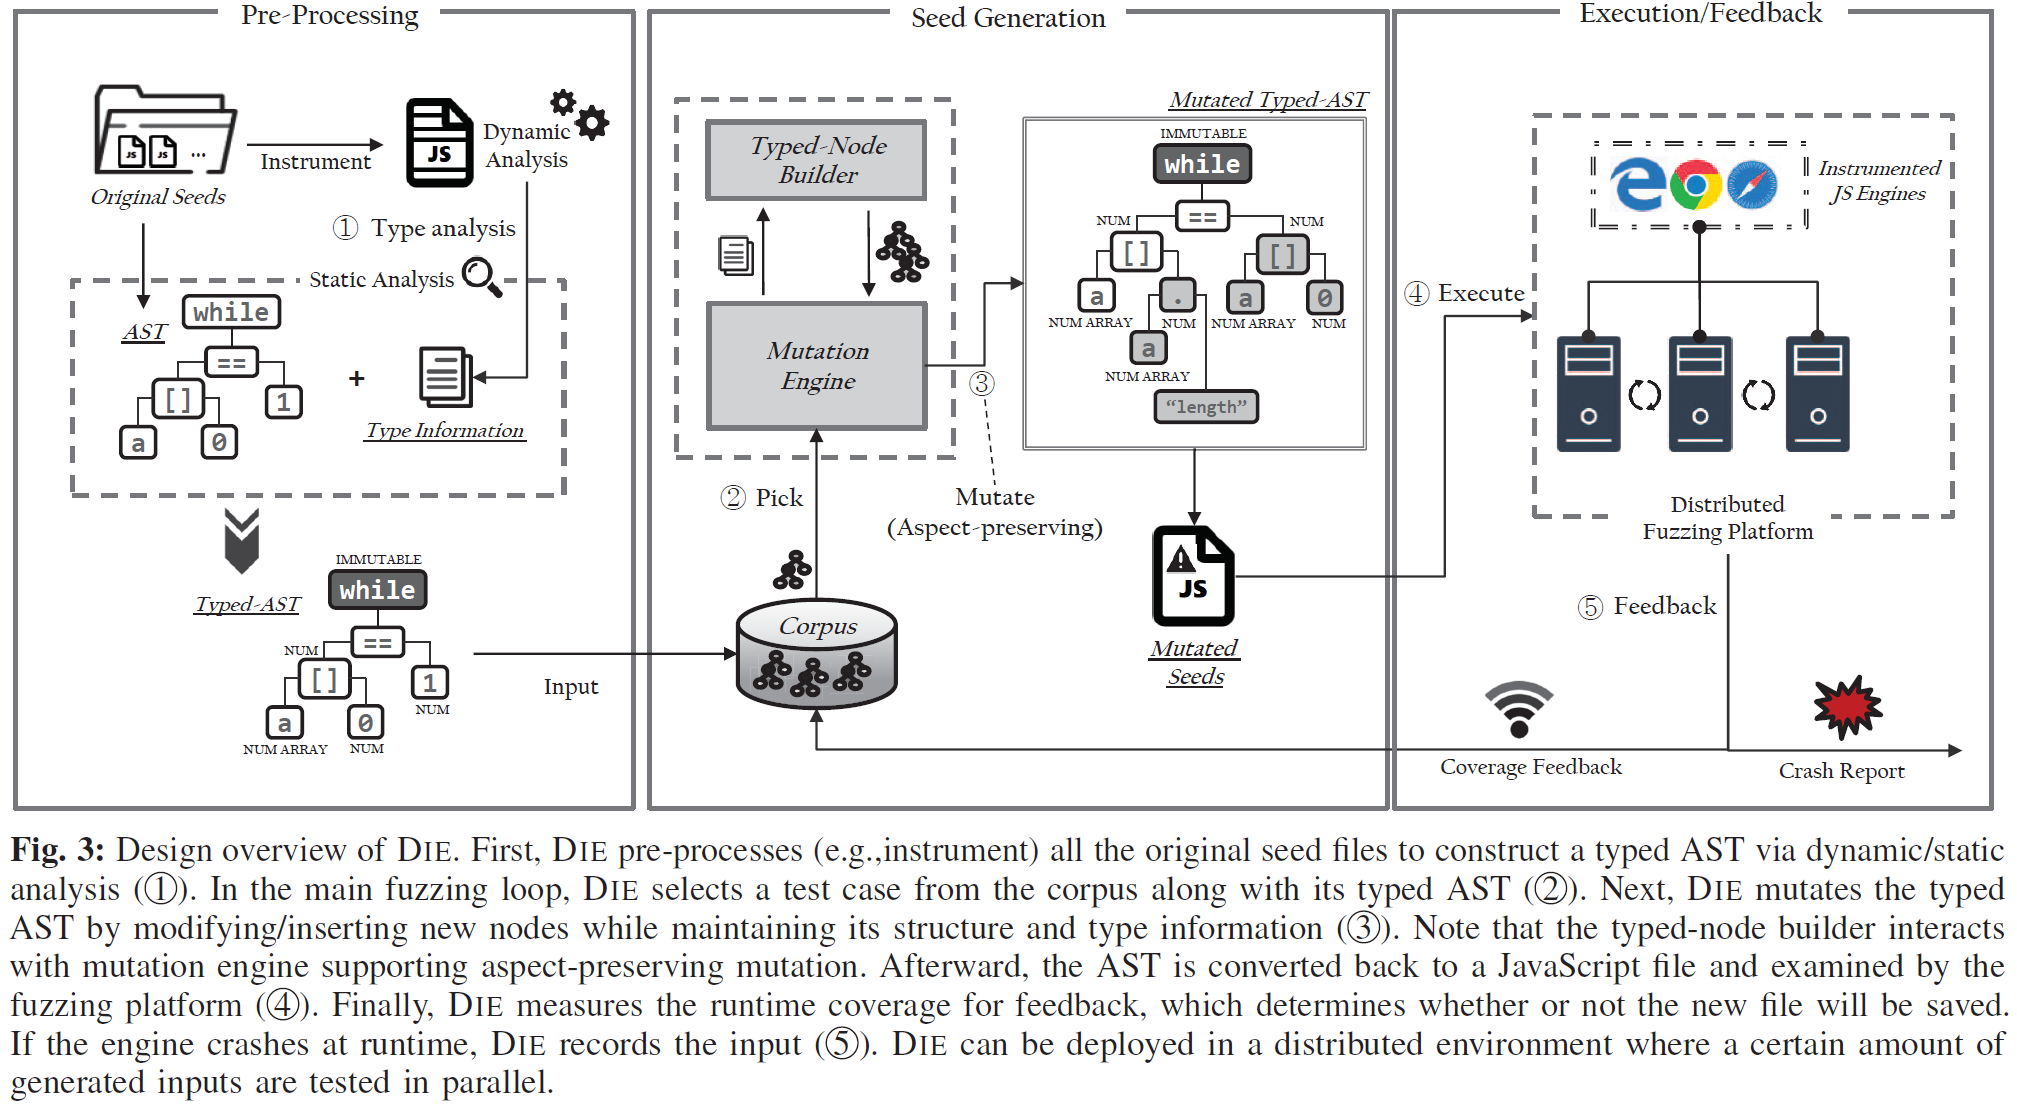 Pre-Processing
Seed Generation
Execution/Feedback
JS
JS
...
Original Seeds
Instrument
JS
Dynamic
Analysis
① Type analysis
Static Analysis
AST
while
==
[]
1
a
0
+
Type Information
Typed-AST
IMMUTABLE
while
==
NUM
[]
1
NUM
a
0
NUM ARRAY
NUM
Input
Typed-Node
Builder
Mutation
Engine
② Pick
Corpus
③
Mutate
(Aspect-preserving)
Mutated Typed-AST
IMMUTABLE
while
NUM
==
NUM
[]
[]
a
.
a
0
NUM ARRAY
NUM
NUM ARRAY
NUM
a
NUM ARRAY
"length"
JS
Mutated
Seeds
④ Execute
Instrumented
JS Engines
Distributed
Fuzzing Platform
⑤ Feedback
Coverage Feedback
Crash Report
Fig. 3: Design overview of DIE. First, DIE pre-processes (e.g.,instrument) all the original seed files to construct a typed AST via dynamic/static
analysis (①). In the main fuzzing loop, DIE selects a test case from the corpus along with its typed AST (②). Next, DIE mutates the typed
AST by modifying/inserting new nodes while maintaining its structure and type information (③). Note that the typed-node builder interacts
with mutation engine supporting aspect-preserving mutation. Afterward, the AST is converted back to a JavaScript file and examined by the
fuzzing platform (④). Finally, DIE measures the runtime coverage for feedback, which determines whether or not the new file will be saved.
If the engine crashes at runtime, DIE records the input (⑤). DIE can be deployed in a distributed environment where a certain amount of
generated inputs are tested in parallel.